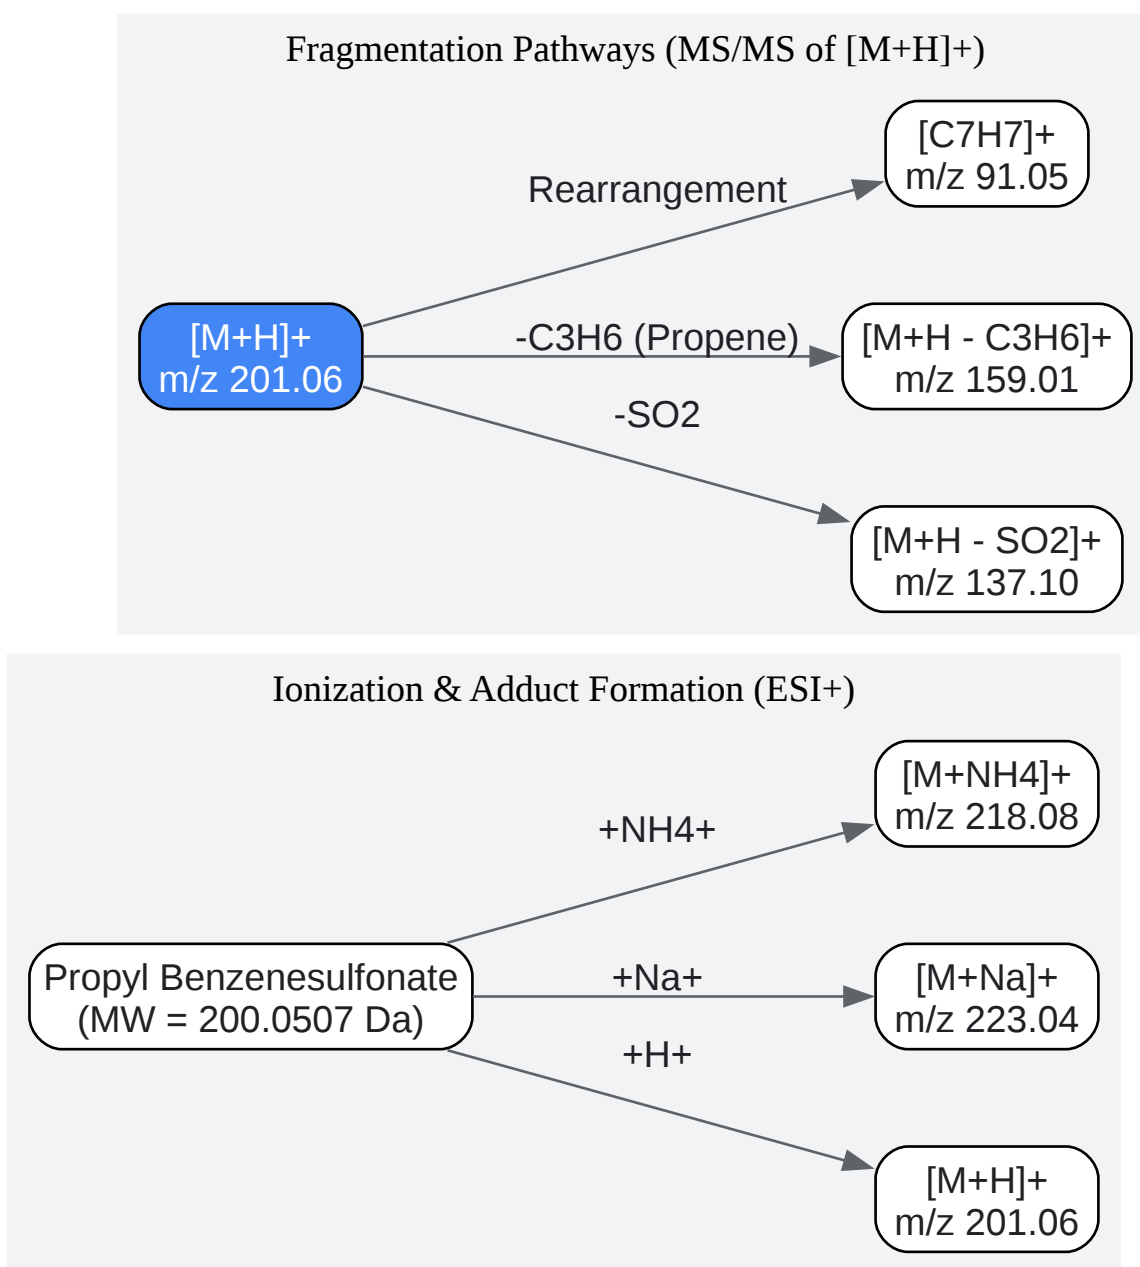 Fragmentation Pathways (MS/MS of [M+H]+)
[C7H7]+
m/z 91.05
Rearrangement
[M+H]+
m/z 201.06
-C3H6 (Propene)
[M+H - C3H6]+
m/z 159.01
-SO2
[M+H - SO2]+
m/z 137.10
Ionization & Adduct Formation (ESI+)
[M+NH4]+
m/z 218.08
+NH4+
Propyl Benzenesulfonate
(MW = 200.0507 Da)
+Na+
[M+Na]+
m/z 223.04
+H+
[M+H]+
m/z 201.06